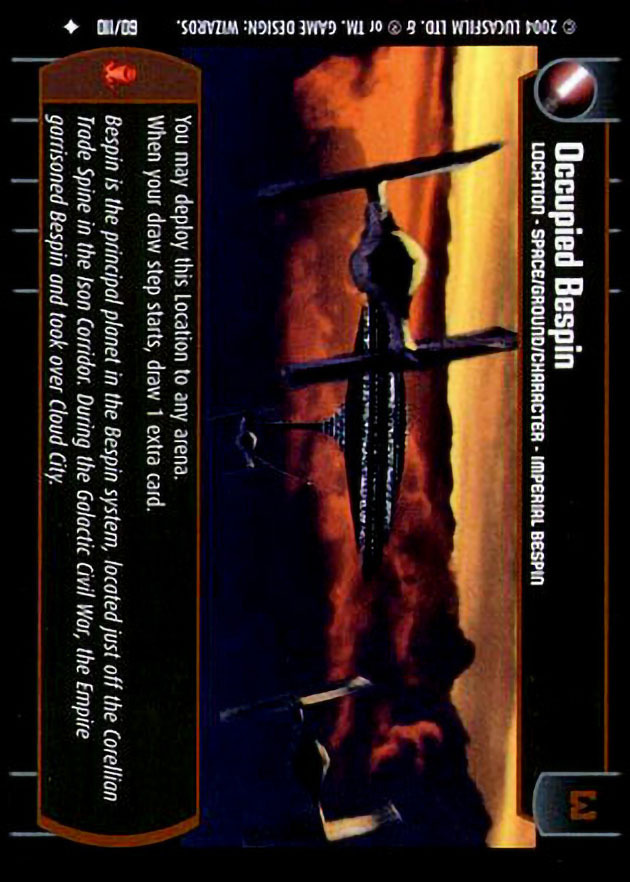 Occupied Bespin
LOCATION - SPACE/GROUND/CHARACTER - IMPERIAL BESPIN
3
You may deploy this Location to any arena.
When your draw step starts, draw 1 extra card.
Bespin is the principal planet in the Bespin system, located just off the Corellian
Trade Spine in the Ison Corridor. During the Galactic Civil War, the Empire
garrisoned Bespin and took over Cloud City.
© 2004 LUCASFILM LTD. & ® or TM. GAME DESIGN: WIZARDS.
60/110